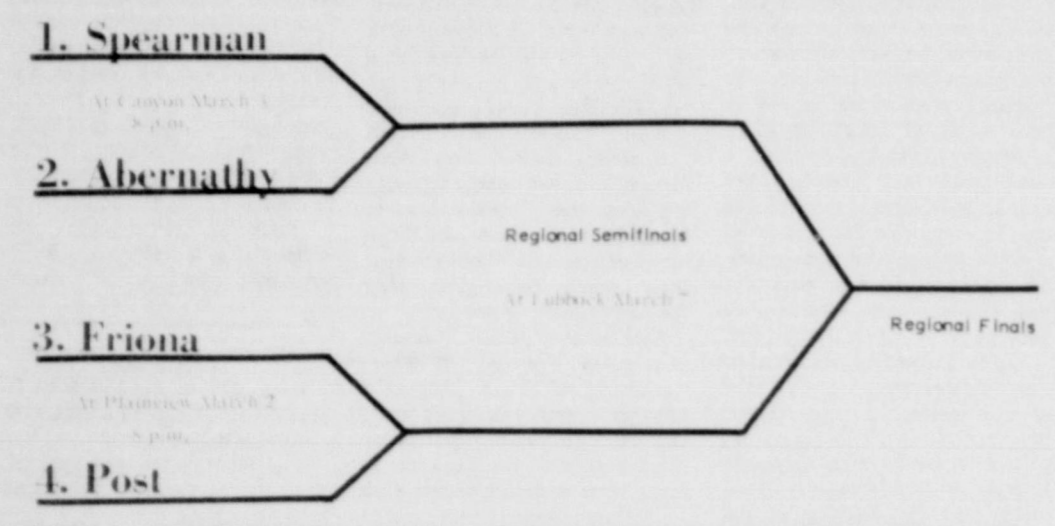 1. Spearman
At Canyon March
8 p.m.
2. Abernathy
Regional Semifinals
At Lubbock March 7
3. Friona
At Plainview March 2
8 p.m.
4. Post
Regional Finals